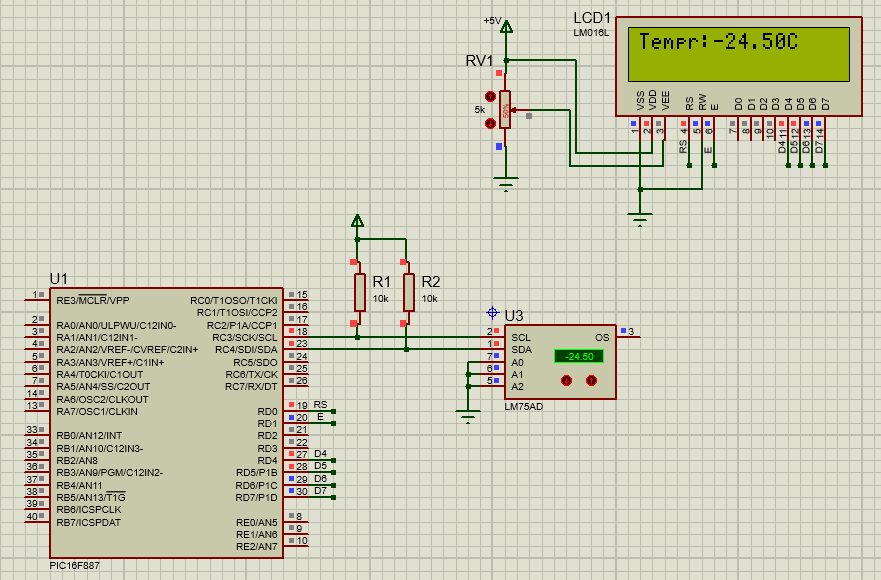 +5V
RV1
5k
50%
LCD1
LM016L
Tempr:-24.50C
VSS
VDD
VEE
RS
RW
E
D0
D1
D2
D3
D4
D5
D6
D7
1
2
3
4
5
6
7
8
9
10
11
12
13
14
RS
E
D4
D5
D6
D7
R1
10k
R2
10k
U1
1 RE3/MCLR/VPP
2 RA0/AN0/ULPWU/C12IN0-
3 RA1/AN1/C12IN1-
4 RA2/AN2/VREF-/CVREF/C2IN+
5 RA3/AN3/VREF+/C1IN+
6 RA4/T0CKI/C1OUT
7 RA5/AN4/SS/C2OUT
14 RA6/OSC2/CLKOUT
13 RA7/OSC1/CLKIN
33 RB0/AN12/INT
34 RB1/AN10/C12IN3-
35 RB2/AN8
36 RB3/AN9/PGM/C12IN2-
37 RB4/AN11
38 RB5/AN13/T1G
39 RB6/ICSPCLK
40 RB7/ICSPDAT
RC0/T1OSO/T1CKI 15
RC1/T1OSI/CCP2 16
RC2/P1A/CCP1 17
RC3/SCK/SCL 18
RC4/SDI/SDA 23
RC5/SDO 24
RC6/TX/CK 25
RC7/RX/DT 26
RD0 19 RS
RD1 20 E
RD2 21
RD3 22
RD4 27 D4
RD5/P1B 28 D5
RD6/P1C 29 D6
RD7/P1D 30 D7
RE0/AN5 8
RE1/AN6 9
RE2/AN7 10
PIC16F887
U3
2 SCL
1 SDA
7 A0
6 A1
5 A2
OS 3
-24.50
LM75AD